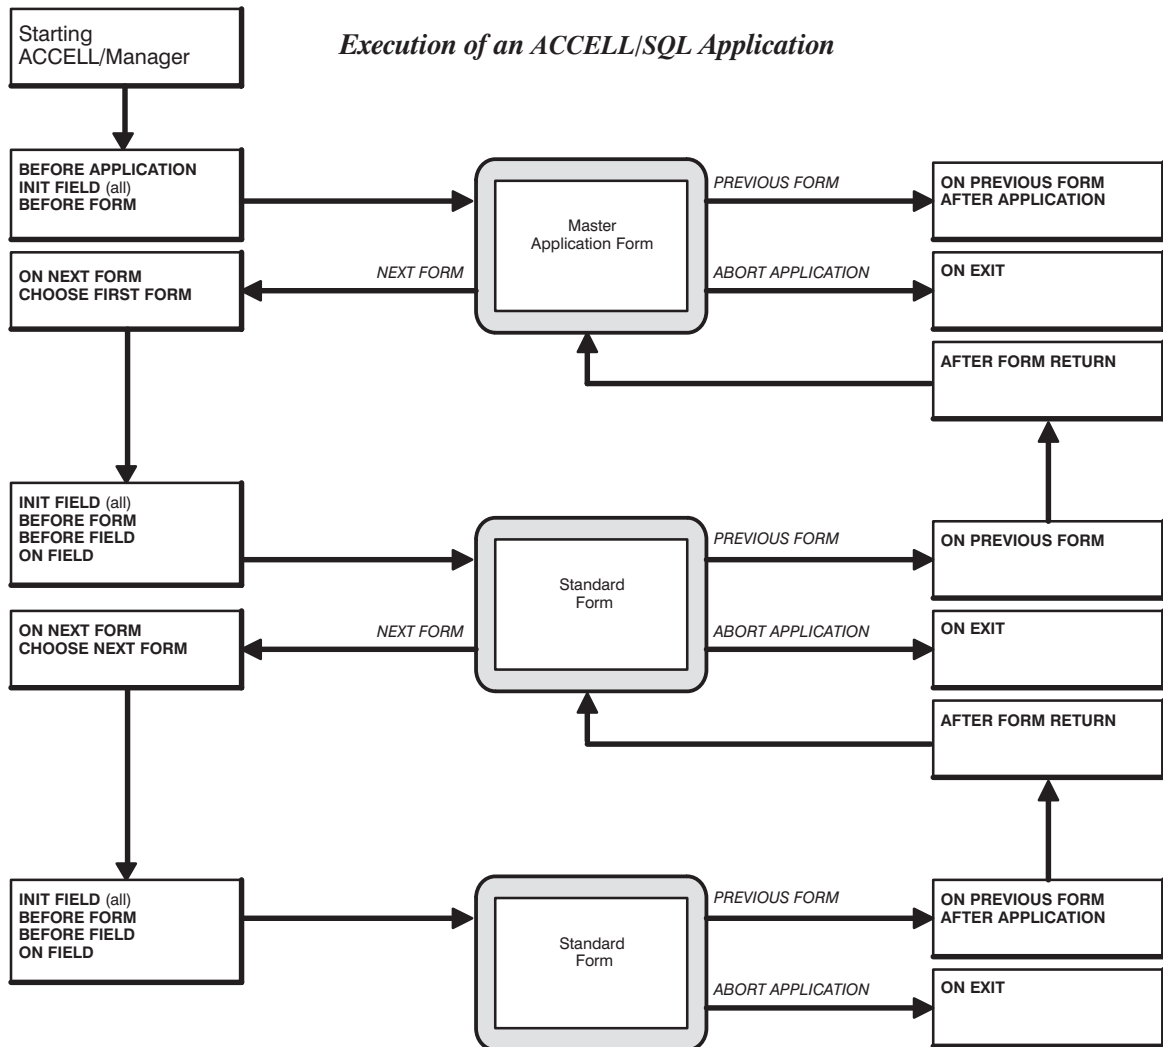 Starting
ACCELL/Manager
Execution of an ACCELL/SQL Application
BEFORE APPLICATION
INIT FIELD (all)
BEFORE FORM
Master
Application Form
PREVIOUS FORM
ON PREVIOUS FORM
AFTER APPLICATION
ON NEXT FORM
CHOOSE FIRST FORM
NEXT FORM
ABORT APPLICATION
ON EXIT
AFTER FORM RETURN
INIT FIELD (all)
BEFORE FORM
BEFORE FIELD
ON FIELD
Standard
Form
PREVIOUS FORM
ON PREVIOUS FORM
ON NEXT FORM
CHOOSE NEXT FORM
NEXT FORM
ABORT APPLICATION
ON EXIT
AFTER FORM RETURN
INIT FIELD (all)
BEFORE FORM
BEFORE FIELD
ON FIELD
Standard
Form
PREVIOUS FORM
ON PREVIOUS FORM
AFTER APPLICATION
ABORT APPLICATION
ON EXIT